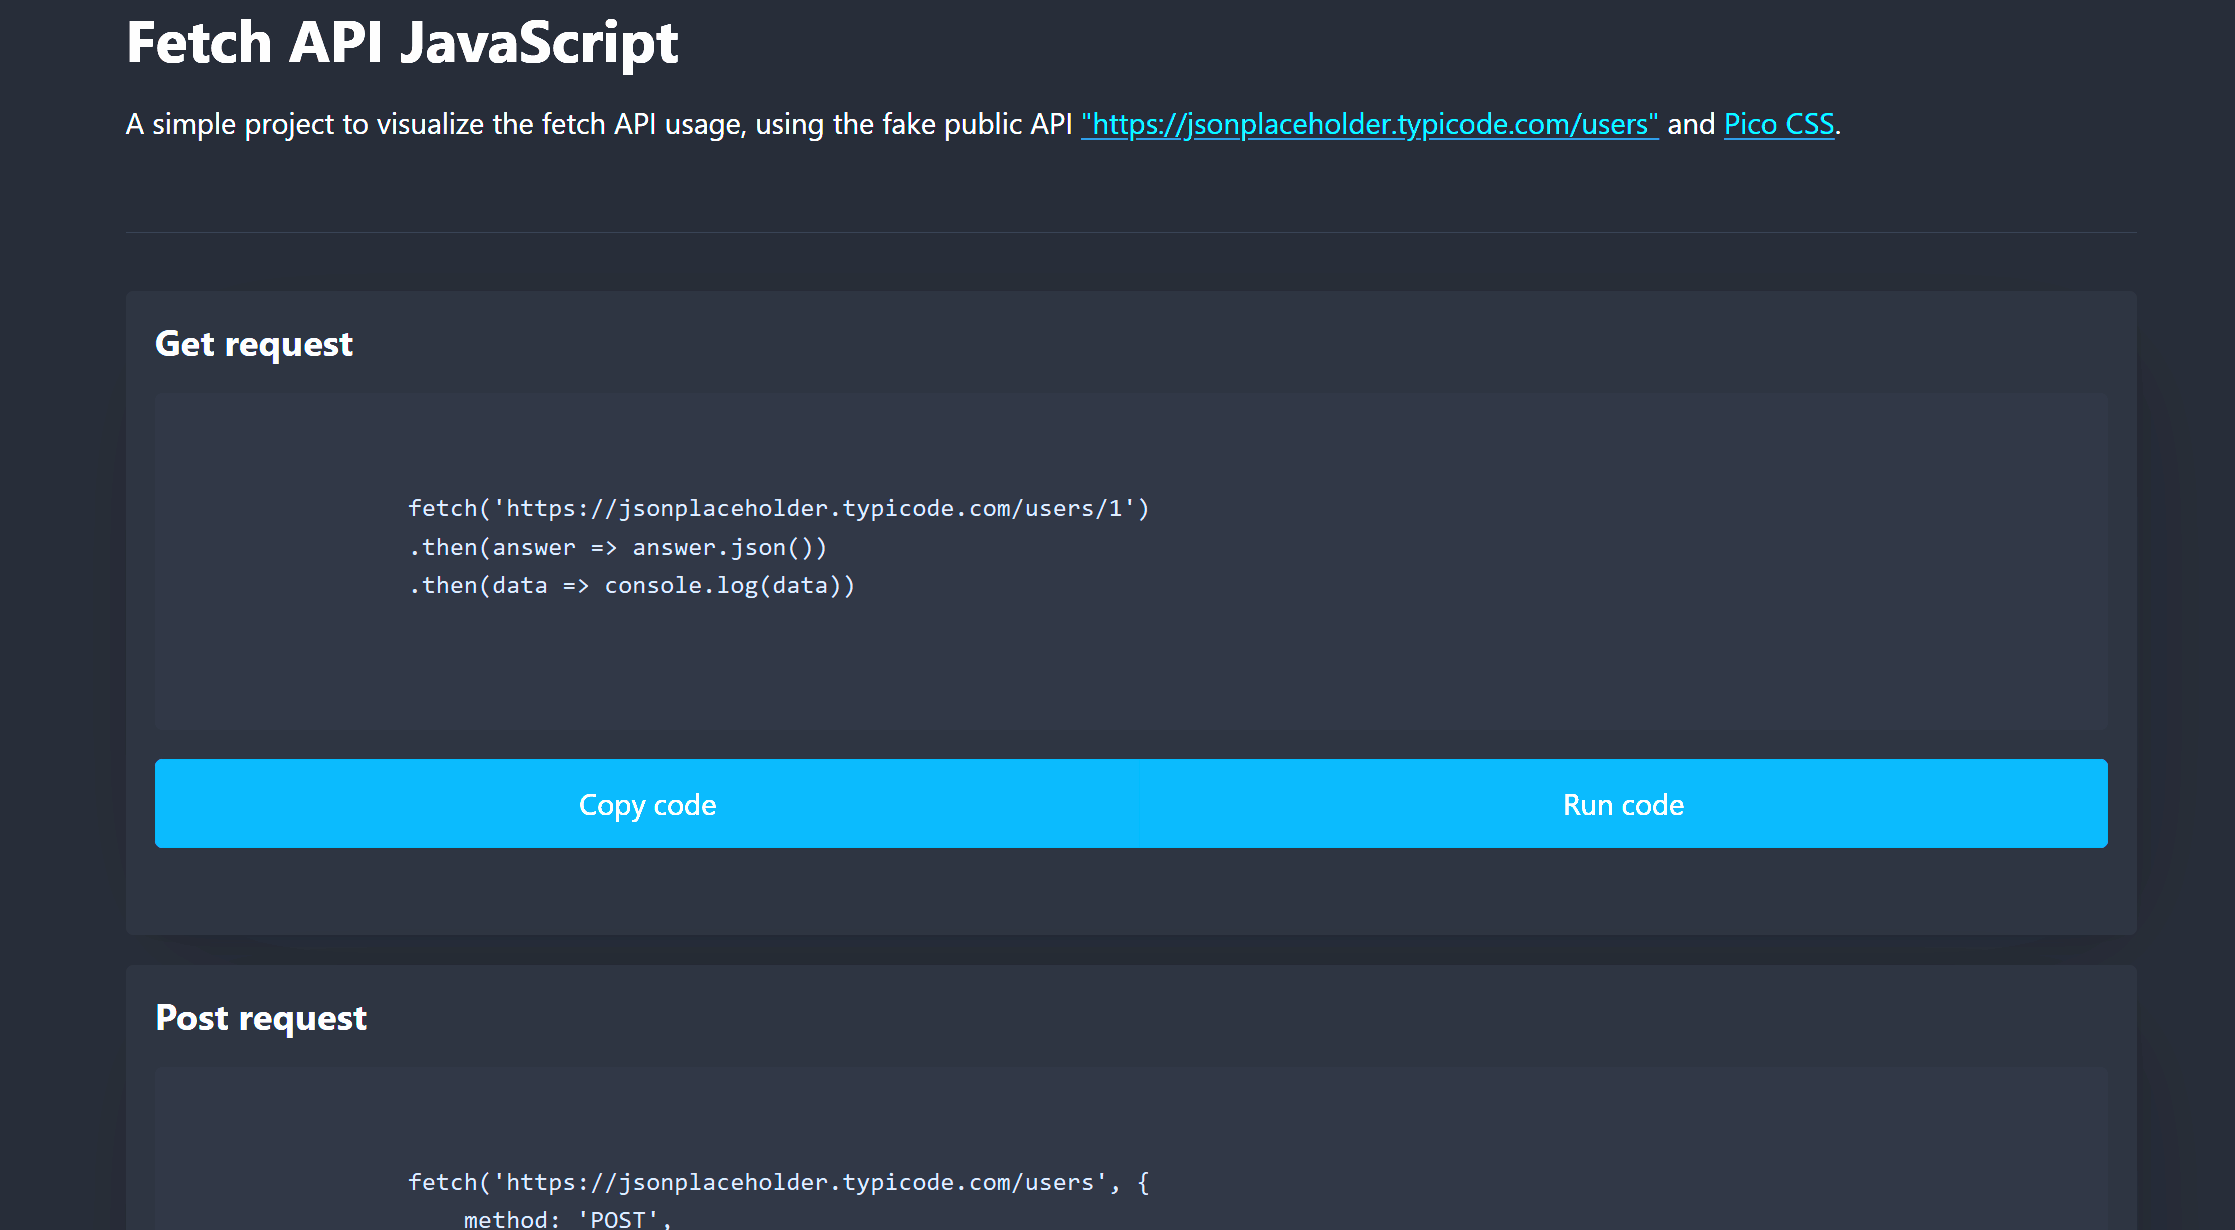 Fetch API JavaScript
A simple project to visualize the fetch API usage, using the fake public API "https://jsonplaceholder.typicode.com/users" and Pico CSS.
Get request
fetch('https://jsonplaceholder.typicode.com/users/1')
.then(answer => answer.json())
.then(data => console.log(data))
Copy code Run code
Post request
fetch('https://jsonplaceholder.typicode.com/users', {
method: 'POST',